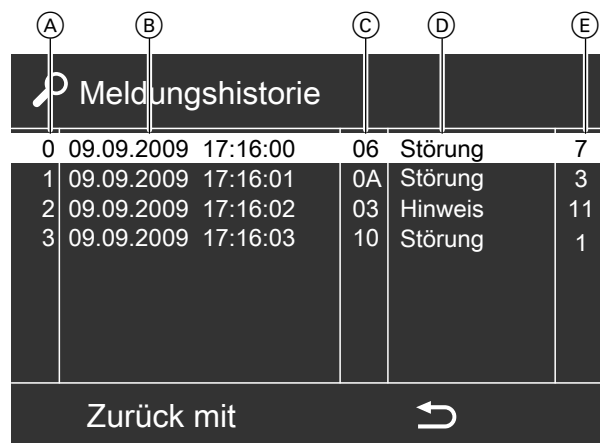 A B C D E
Meldungshistorie
0 09.09.2009 17:16:00 06 Störung 7
1 09.09.2009 17:16:01 0A Störung 3
2 09.09.2009 17:16:02 03 Hinweis 11
3 09.09.2009 17:16:03 10 Störung 1
Zurück mit